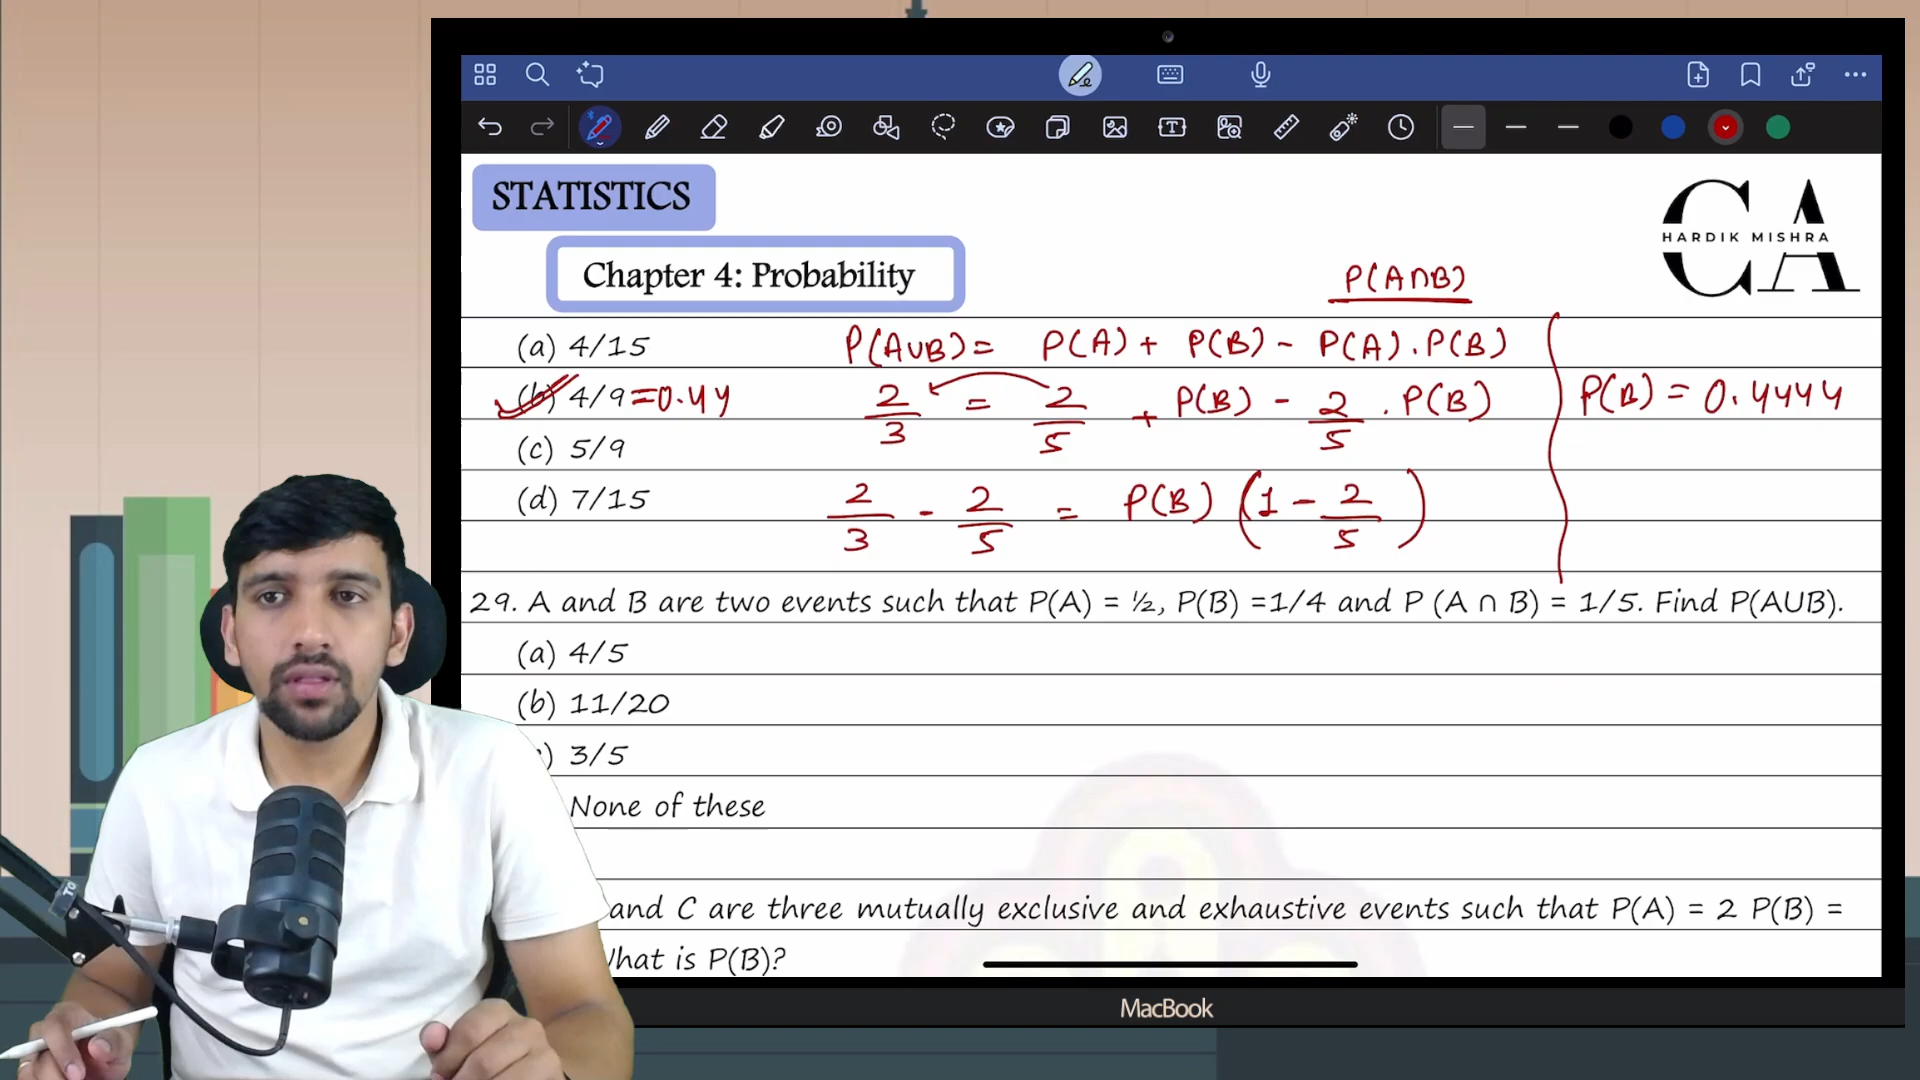 STATISTICS
CA
HARDIK MISHRA
Chapter 4: Probability
P(A∩B)
(a) 4/15
P(A∪B) = P(A) + P(B) - P(A).P(B)
(b) 4/9 = 0.44
2/3 = 2/5 + P(B) - 2/5 . P(B)
P(B) = 0.4444
(c) 5/9
(d) 7/15
2/3 - 2/5 = P(B) (1 - 2/5)
29. A and B are two events such that P(A) = ½, P(B) =1/4 and P (A ∩ B) = 1/5. Find P(AUB).
(a) 4/5
(b) 11/20
) 3/5
None of these
and C are three mutually exclusive and exhaustive events such that P(A) = 2 P(B) =
What is P(B)?
MacBook